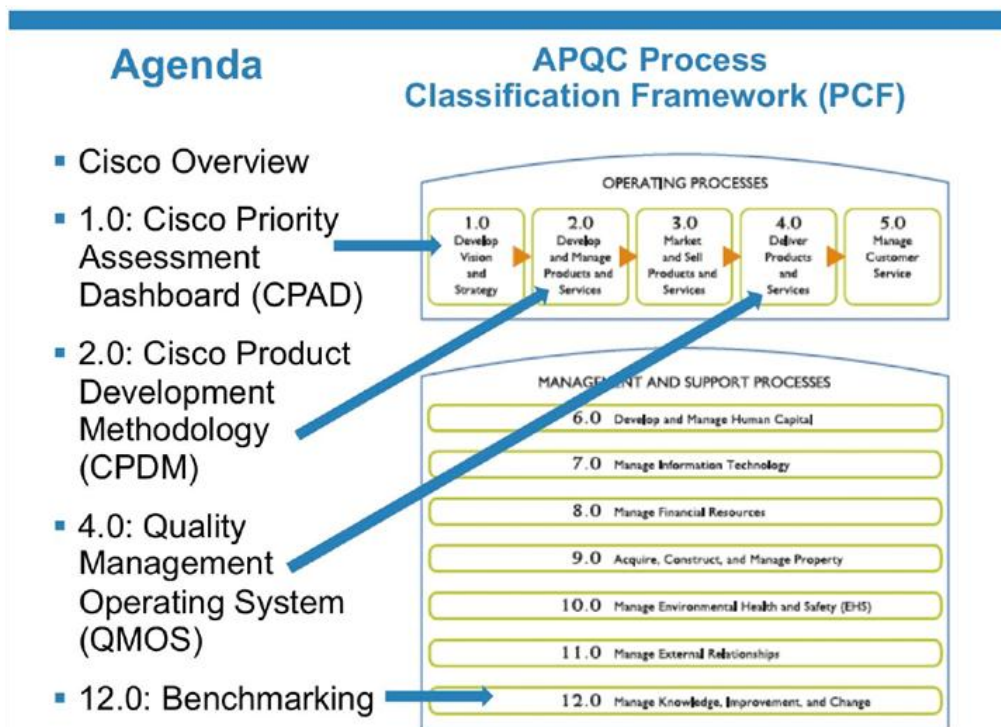 Agenda
▪ Cisco Overview
▪ 1.0: Cisco Priority
Assessment
Dashboard (CPAD)
▪ 2.0: Cisco Product
Development
Methodology
(CPDM)
▪ 4.0: Quality
Management
Operating System
(QMOS)
▪ 12.0: Benchmarking
APQC Process
Classification Framework (PCF)
OPERATING PROCESSES
1.0
Develop
Vision
and
Strategy
2.0
Develop
and Manage
Products and
Services
3.0
Market
and Sell
Products and
Services
4.0
Deliver
Products
and
Services
5.0
Manage
Customer
Service
MANAGEMENT AND SUPPORT PROCESSES
6.0 Develop and Manage Human Capital
7.0 Manage Information Technology
8.0 Manage Financial Resources
9.0 Acquire, Construct, and Manage Property
10.0 Manage Environmental Health and Safety (EHS)
11.0 Manage External Relationships
12.0 Manage Knowledge, Improvement, and Change